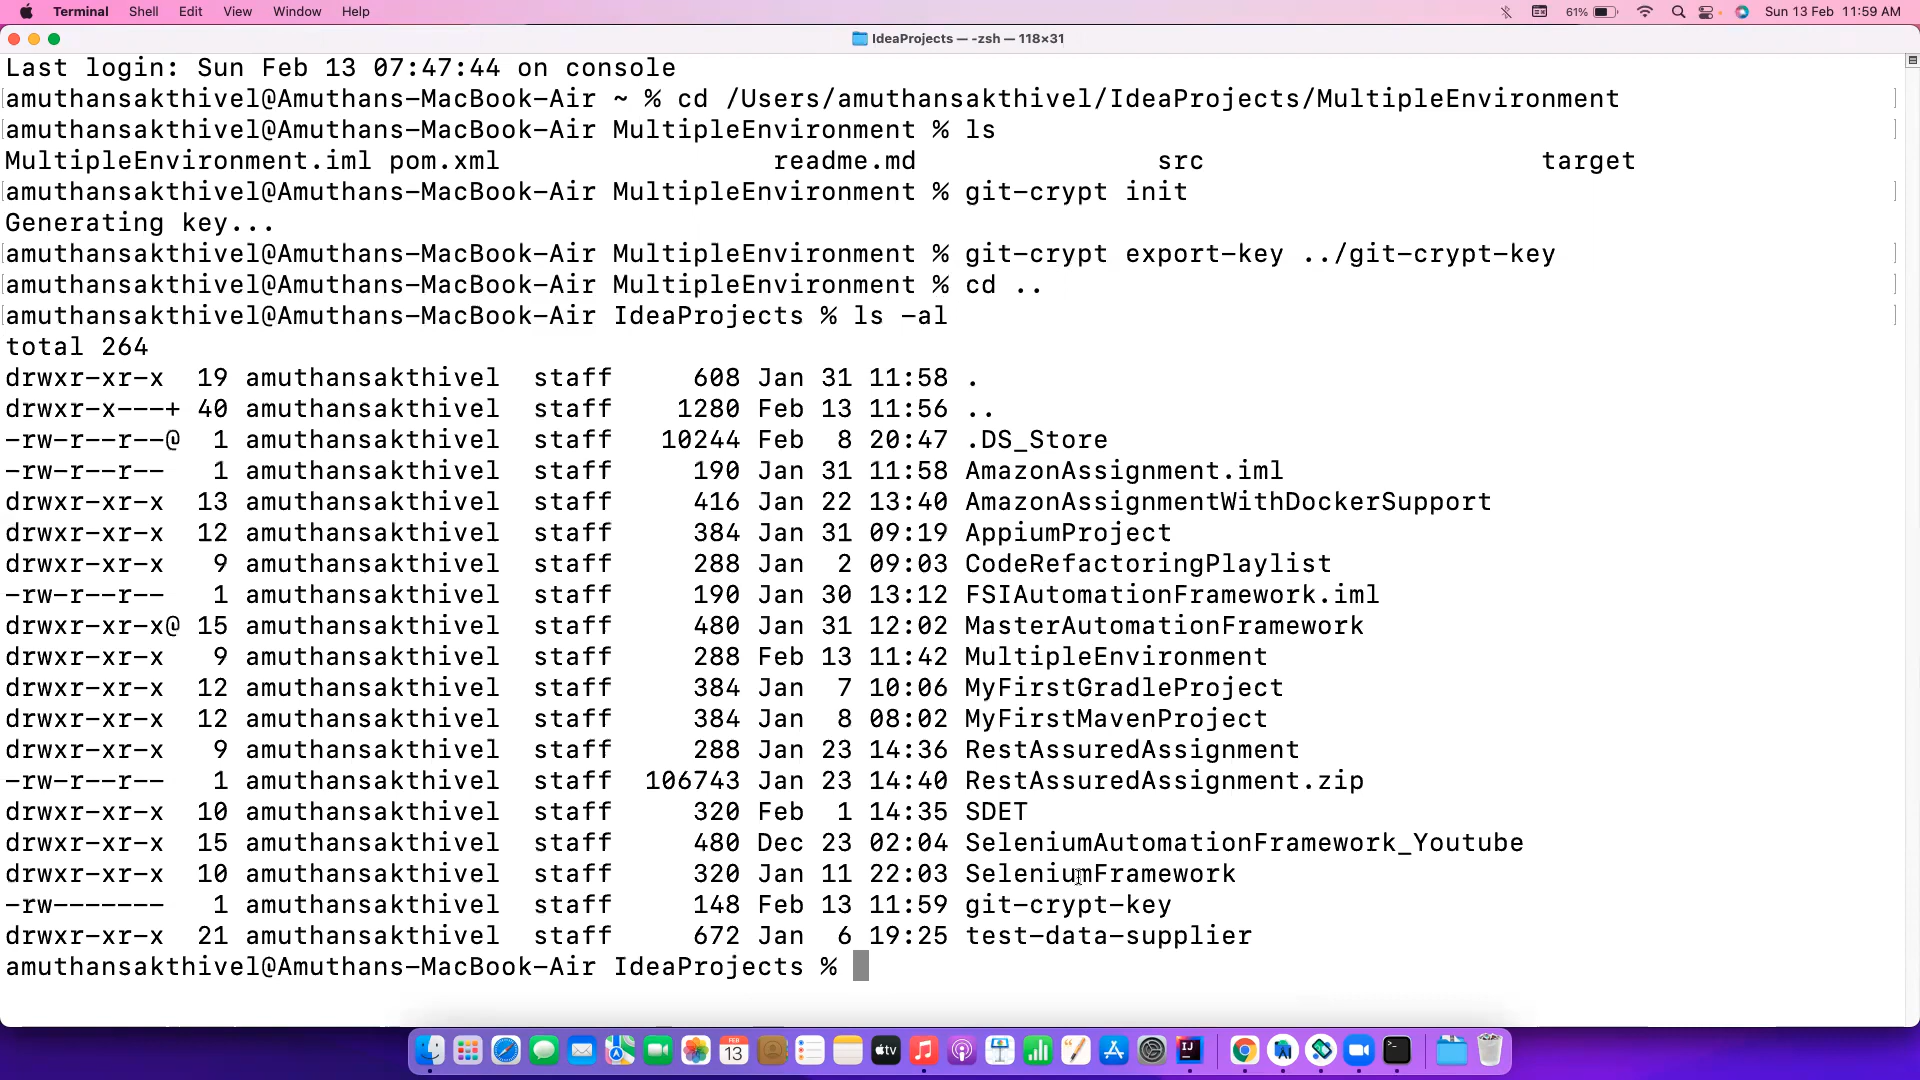 Terminal Shell Edit View Window Help 61% Sun 13 Feb 11:59 AM
IdeaProjects — -zsh — 118×31
Last login: Sun Feb 13 07:47:44 on console
amuthansakthivel@Amuthans-MacBook-Air ~ % cd /Users/amuthansakthivel/IdeaProjects/MultipleEnvironment
amuthansakthivel@Amuthans-MacBook-Air MultipleEnvironment % ls
MultipleEnvironment.iml pom.xml readme.md src target
amuthansakthivel@Amuthans-MacBook-Air MultipleEnvironment % git-crypt init
Generating key...
amuthansakthivel@Amuthans-MacBook-Air MultipleEnvironment % git-crypt export-key ../git-crypt-key
amuthansakthivel@Amuthans-MacBook-Air MultipleEnvironment % cd ..
amuthansakthivel@Amuthans-MacBook-Air IdeaProjects % ls -al
total 264
drwxr-xr-x 19 amuthansakthivel staff 608 Jan 31 11:58 .
drwxr-x---+ 40 amuthansakthivel staff 1280 Feb 13 11:56 ..
-rw-r--r--@ 1 amuthansakthivel staff 10244 Feb 8 20:47 .DS_Store
-rw-r--r-- 1 amuthansakthivel staff 190 Jan 31 11:58 AmazonAssignment.iml
drwxr-xr-x 13 amuthansakthivel staff 416 Jan 22 13:40 AmazonAssignmentWithDockerSupport
drwxr-xr-x 12 amuthansakthivel staff 384 Jan 31 09:19 AppiumProject
drwxr-xr-x 9 amuthansakthivel staff 288 Jan 2 09:03 CodeRefactoringPlaylist
-rw-r--r-- 1 amuthansakthivel staff 190 Jan 30 13:12 FSIAutomationFramework.iml
drwxr-xr-x@ 15 amuthansakthivel staff 480 Jan 31 12:02 MasterAutomationFramework
drwxr-xr-x 9 amuthansakthivel staff 288 Feb 13 11:42 MultipleEnvironment
drwxr-xr-x 12 amuthansakthivel staff 384 Jan 7 10:06 MyFirstGradleProject
drwxr-xr-x 12 amuthansakthivel staff 384 Jan 8 08:02 MyFirstMavenProject
drwxr-xr-x 9 amuthansakthivel staff 288 Jan 23 14:36 RestAssuredAssignment
-rw-r--r-- 1 amuthansakthivel staff 106743 Jan 23 14:40 RestAssuredAssignment.zip
drwxr-xr-x 10 amuthansakthivel staff 320 Feb 1 14:35 SDET
drwxr-xr-x 15 amuthansakthivel staff 480 Dec 23 02:04 SeleniumAutomationFramework_Youtube
drwxr-xr-x 10 amuthansakthivel staff 320 Jan 11 22:03 SeleniumFramework
-rw------- 1 amuthansakthivel staff 148 Feb 13 11:59 git-crypt-key
drwxr-xr-x 21 amuthansakthivel staff 672 Jan 6 19:25 test-data-supplier
amuthansakthivel@Amuthans-MacBook-Air IdeaProjects %
FEB
13
tv
IJ